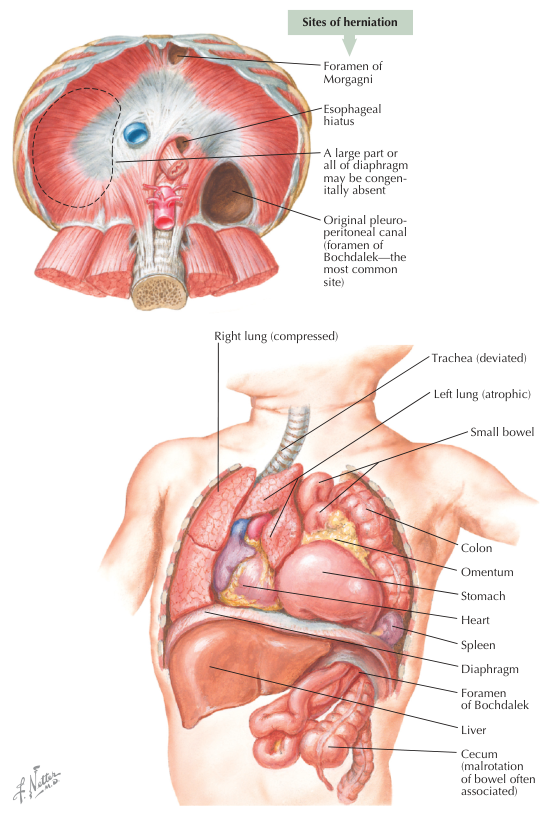 Sites of herniation
Foramen of
Morgagni
Esophageal
hiatus
A large part or
all of diaphragm
may be congen-
itally absent
Original pleuro-
peritoneal canal
(foramen of
Bochdalek—the
most common
site)
Right lung (compressed)
Trachea (deviated)
Left lung (atrophic)
Small bowel
Colon
Omentum
Stomach
Heart
Spleen
Diaphragm
Foramen
of Bochdalek
Liver
Cecum
(malrotation
of bowel often
associated)
F. Netter
M.D.